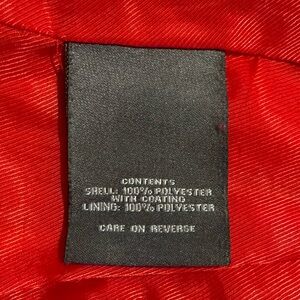 CONTENTS
SHELL: 100% POLYESTER
WITH COATING
LINING: 100% POLYESTER
CARE ON REVERSE